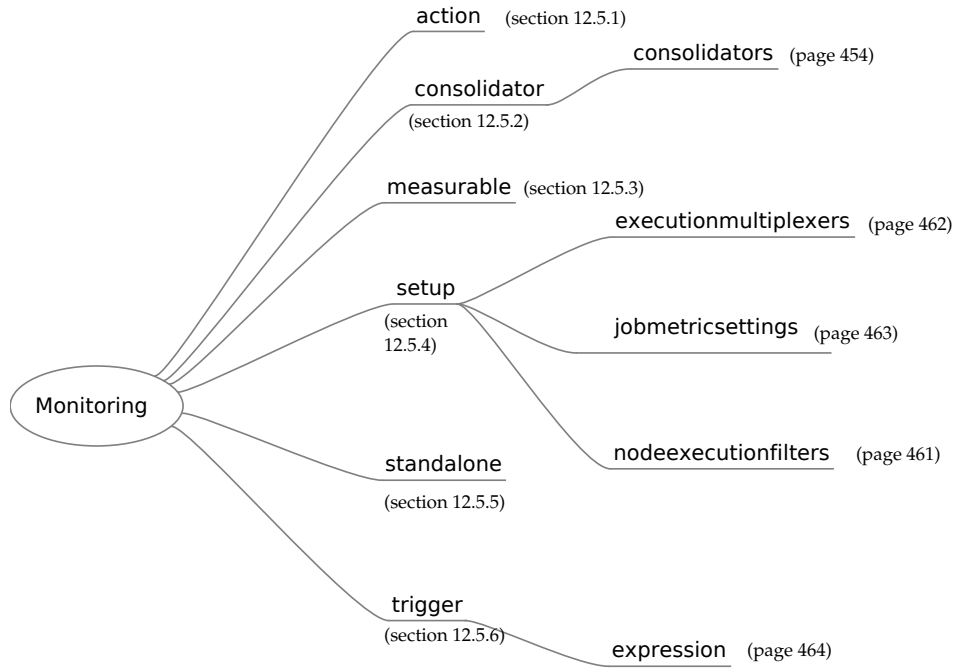 action (section 12.5.1)
consolidators (page 454)
consolidator
(section 12.5.2)
measurable (section 12.5.3)
executionmultiplexers (page 462)
setup
(section
12.5.4)
jobmetricsettings (page 463)
Monitoring
nodeexecutionfilters (page 461)
standalone
(section 12.5.5)
trigger
(section 12.5.6)
expression (page 464)